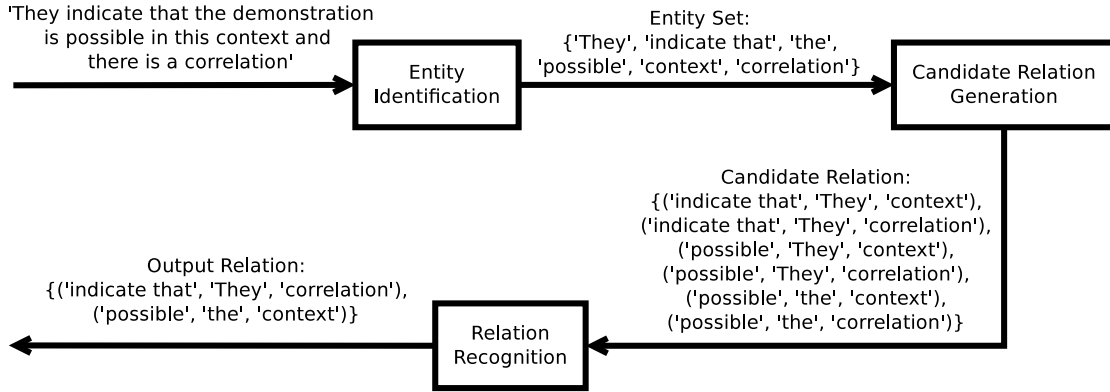 'They indicate that the demonstration
is possible in this context and
there is a correlation'
Entity
Identification
Entity Set:
{'They', 'indicate that', 'the',
'possible', 'context', 'correlation'}
Candidate Relation
Generation
Candidate Relation:
{('indicate that', 'They', 'context'),
('indicate that', 'They', 'correlation'),
('possible', 'They', 'context'),
('possible', 'They', 'correlation'),
('possible', 'the', 'context'),
('possible', 'the', 'correlation')}
Relation
Recognition
Output Relation:
{('indicate that', 'They', 'correlation'),
('possible', 'the', 'context')}